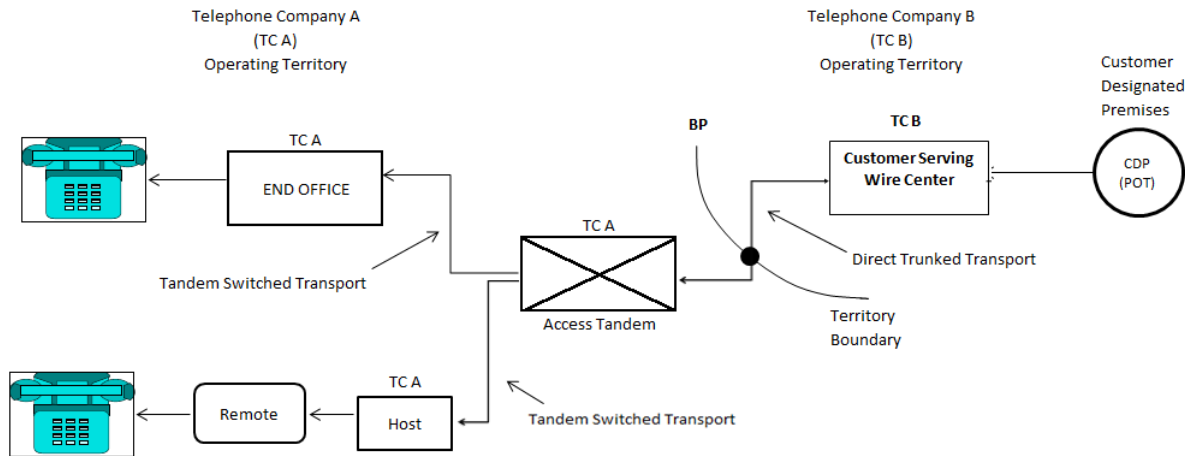 Telephone Company A
(TC A)
Operating Territory
Telephone Company B
(TC B)
Operating Territory
Customer
Designated
Premises
TC A
END OFFICE
BP
TC B
Customer Serving
Wire Center
CDP
(POT)
TC A
Access Tandem
Tandem Switched Transport
Direct Trunked Transport
Territory
Boundary
TC A
Remote
Host
Tandem Switched Transport